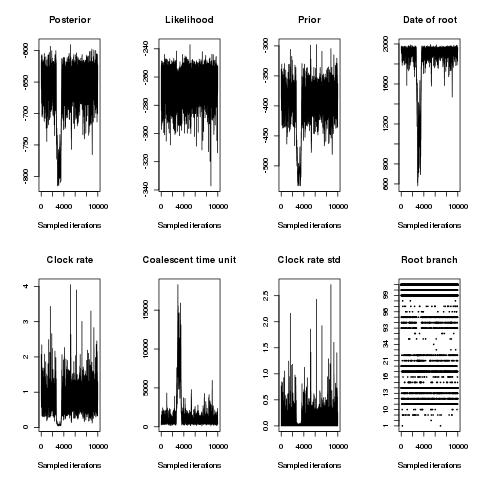 Posterior
Likelihood
Prior
Date of root
-600
-650
-700
-750
-800
-240
-260
-280
-300
-320
-340
-300
-350
-400
-450
-500
2000
1600
1200
800
600
0 4000 10000
0 4000 10000
0 4000 10000
0 4000 10000
Sampled iterations
Sampled iterations
Sampled iterations
Sampled iterations
Clock rate
Coalescent time unit
Clock rate std
Root branch
4
3
2
1
0
15000
10000
5000
0
2.5
2.0
1.5
1.0
0.5
0.0
99
96
93
34
21
16
13
10
1
0 4000 10000
0 4000 10000
0 4000 10000
0 4000 10000
Sampled iterations
Sampled iterations
Sampled iterations
Sampled iterations